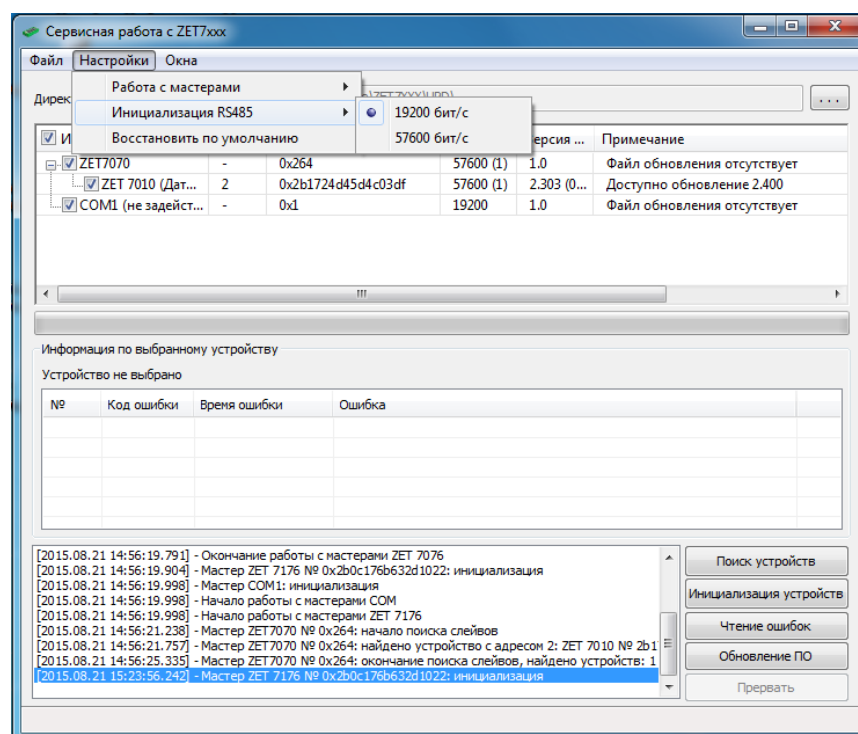 Сервисная работа с ZET7xxx
Файл Настройки Окна
Работа с мастерами
Дирек ...
Инициализация RS485 19200 бит/с
И Восстановить по умолчанию 57600 бит/с ерсия ... Примечание
ZET7070 - 0x264 57600 (1) 1.0 Файл обновления отсутствует
ZET 7010 (Дат... 2 0x2b1724d45d4c03df 57600 (1) 2.303 (0... Доступно обновление 2.400
COM1 (не задейст... - 0x1 19200 1.0 Файл обновления отсутствует
Информация по выбранному устройству
Устройство не выбрано
№ Код ошибки Время ошибки Ошибка
[2015.08.21 14:56:19.791] - Окончание работы с мастерами ZET 7076
[2015.08.21 14:56:19.904] - Мастер ZET 7176 № 0x2b0c176b632d1022: инициализация
[2015.08.21 14:56:19.998] - Мастер COM1: инициализация
[2015.08.21 14:56:19.998] - Начало работы с мастерами COM
[2015.08.21 14:56:19.998] - Начало работы с мастерами ZET 7176
[2015.08.21 14:56:21.238] - Мастер ZET7070 № 0x264: начало поиска слейвов
[2015.08.21 14:56:21.757] - Мастер ZET7070 № 0x264: найдено устройство с адресом 2: ZET 7010 № 2b1
[2015.08.21 14:56:25.335] - Мастер ZET7070 № 0x264: окончание поиска слейвов, найдено устройств: 1
[2015.08.21 15:23:56.242] - Мастер ZET 7176 № 0x2b0c176b632d1022: инициализация
Поиск устройств
Инициализация устройств
Чтение ошибок
Обновление ПО
Прервать